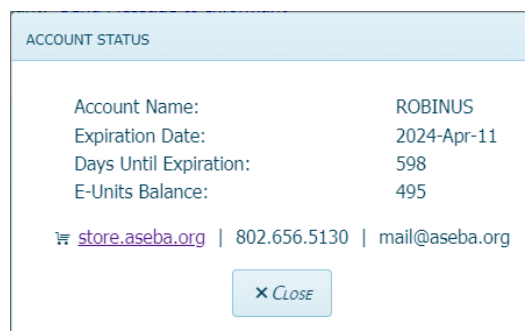 ACCOUNT STATUS
Account Name: ROBINUS
Expiration Date: 2024-Apr-11
Days Until Expiration: 598
E-Units Balance: 495
store.aseba.org | 802.656.5130 | mail@aseba.org
× CLOSE